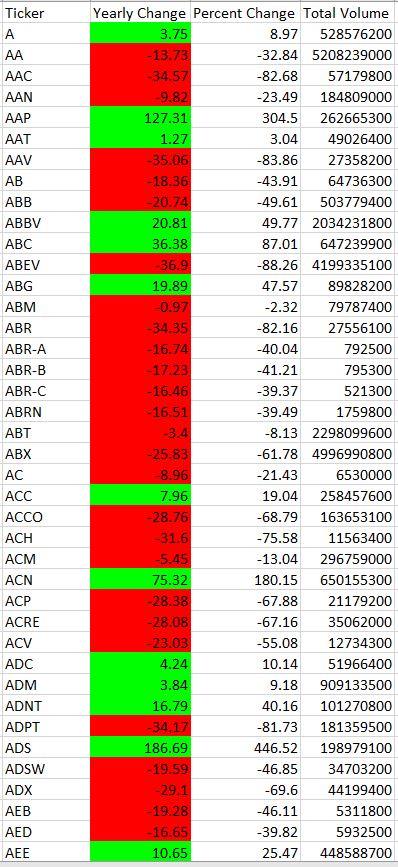 Ticker Yearly Change Percent Change Total Volume
A 3.75 8.97 528576200
AA -13.73 -32.84 5208239000
AAC -34.57 -82.68 57179800
AAN -9.82 -23.49 184809000
AAP 127.31 304.5 262665300
AAT 1.27 3.04 49026400
AAV -35.06 -83.86 27358200
AB -18.36 -43.91 64736300
ABB -20.74 -49.61 503779400
ABBV 20.81 49.77 2034231800
ABC 36.38 87.01 647239900
ABEV -36.9 -88.26 4199335100
ABG 19.89 47.57 89828200
ABM -0.97 -2.32 79787400
ABR -34.35 -82.16 27556100
ABR-A -16.74 -40.04 792500
ABR-B -17.23 -41.21 795300
ABR-C -16.46 -39.37 521300
ABRN -16.51 -39.49 1759800
ABT -3.4 -8.13 2298099600
ABX -25.83 -61.78 4996990800
AC -8.96 -21.43 6530000
ACC 7.96 19.04 258457600
ACCO -28.76 -68.79 163653100
ACH -31.6 -75.58 11563400
ACM -5.45 -13.04 296759000
ACN 75.32 180.15 650155300
ACP -28.38 -67.88 21179200
ACRE -28.08 -67.16 35062000
ACV -23.03 -55.08 12734300
ADC 4.24 10.14 51966400
ADM 3.84 9.18 909133500
ADNT 16.79 40.16 101270800
ADPT -34.17 -81.73 181359500
ADS 186.69 446.52 198979100
ADSW -19.59 -46.85 34703200
ADX -29.1 -69.6 44199400
AEB -19.28 -46.11 5311800
AED -16.65 -39.82 5932500
AEE 10.65 25.47 448588700